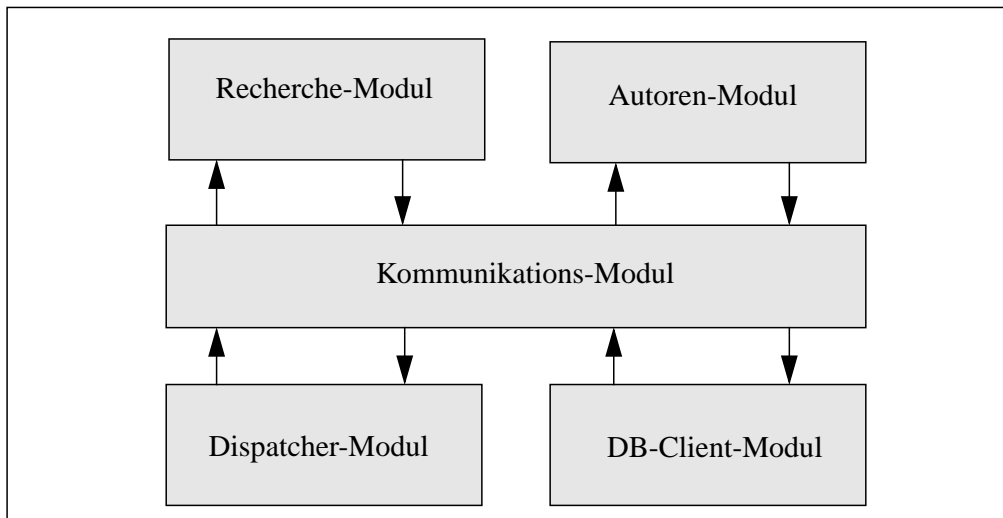 Recherche-Modul
Autoren-Modul
Kommunikations-Modul
Dispatcher-Modul
DB-Client-Modul